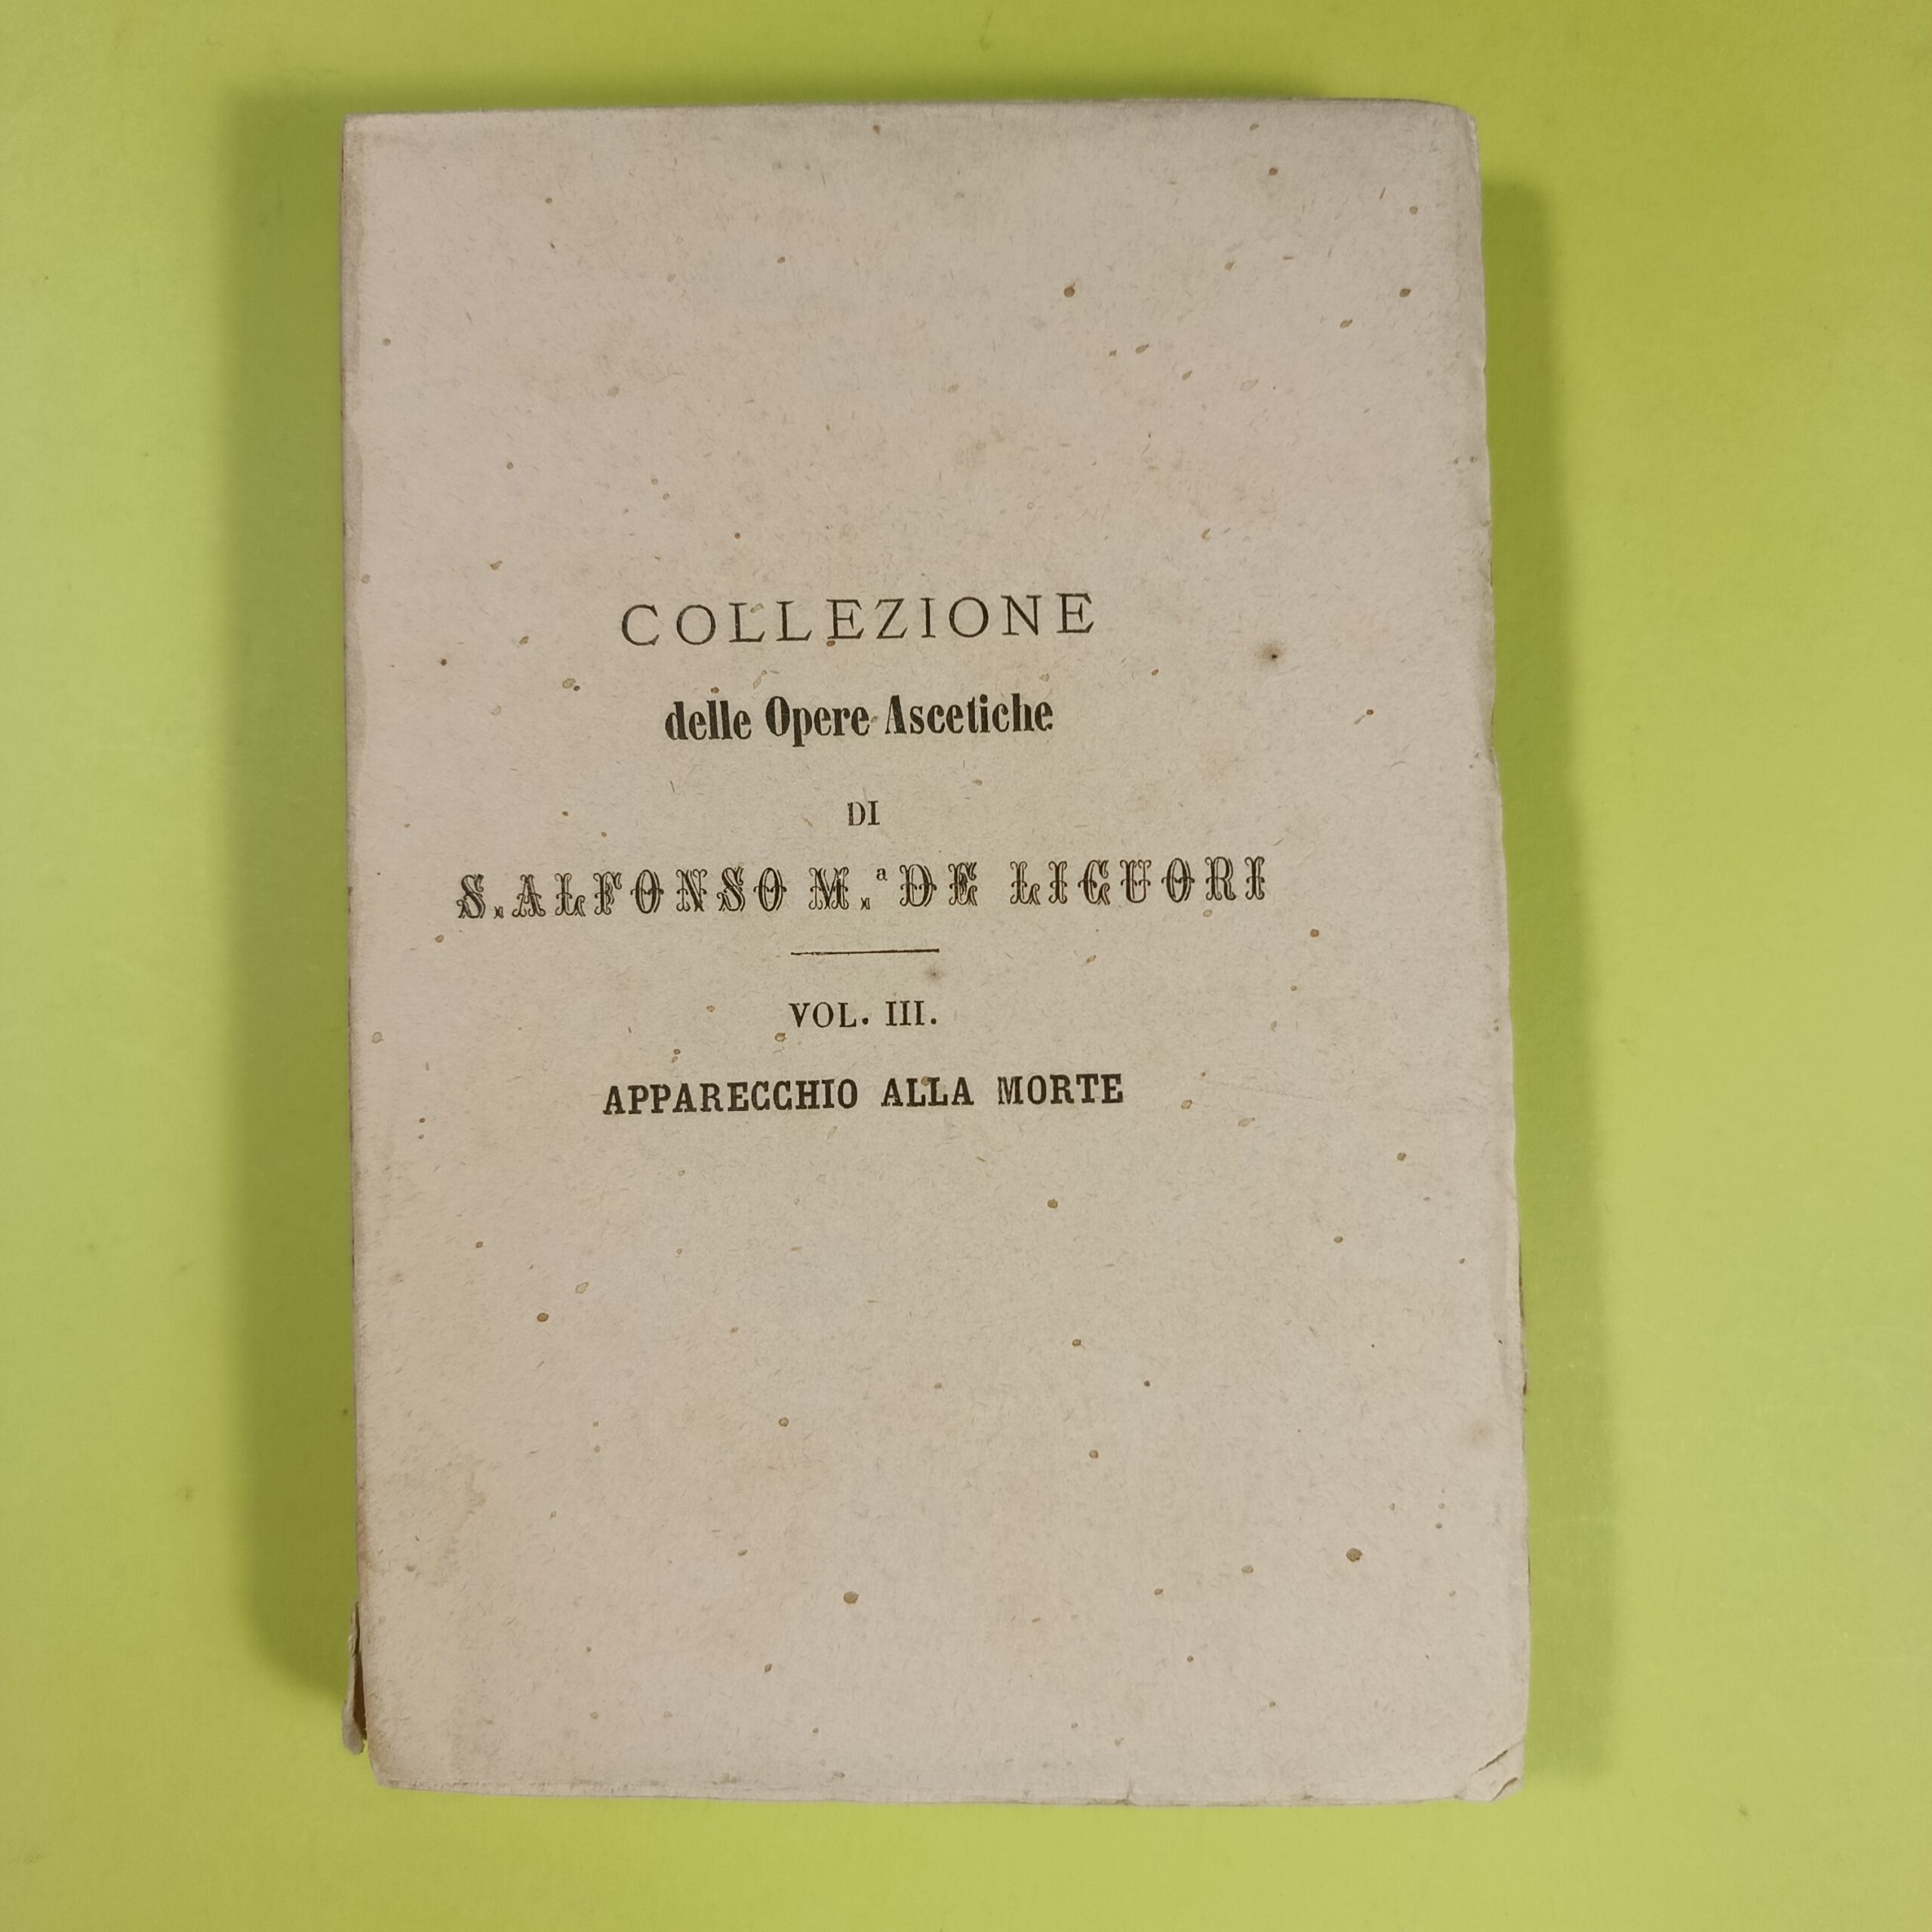 COLLEZIONE
delle Opere Ascetiche
DI
S. ALFONSO M.ª DE LIGUORI
VOL. III.
APPARECCHIO ALLA MORTE